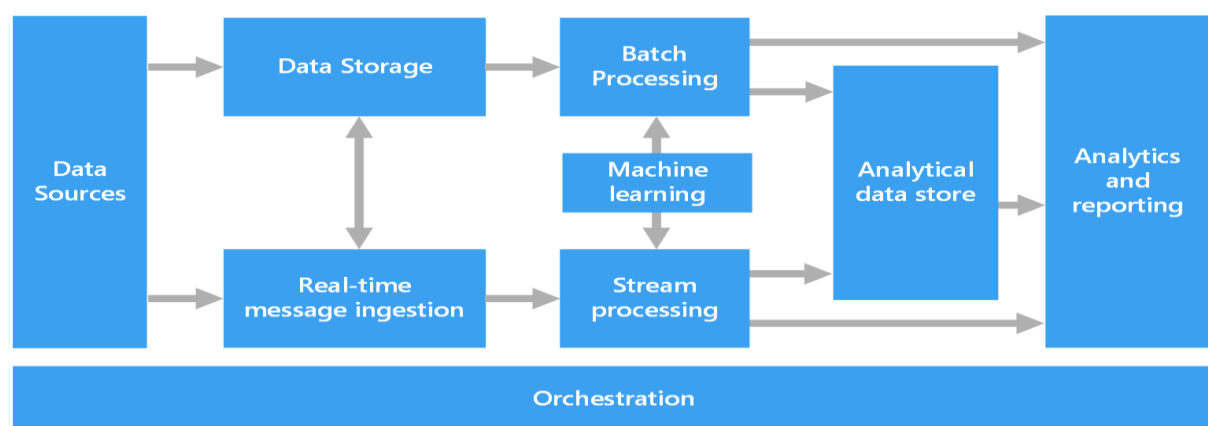 Data
Sources
Data Storage
Real-time
message ingestion
Batch
Processing
Machine
learning
Stream
processing
Analytical
data store
Analytics
and
reporting
Orchestration